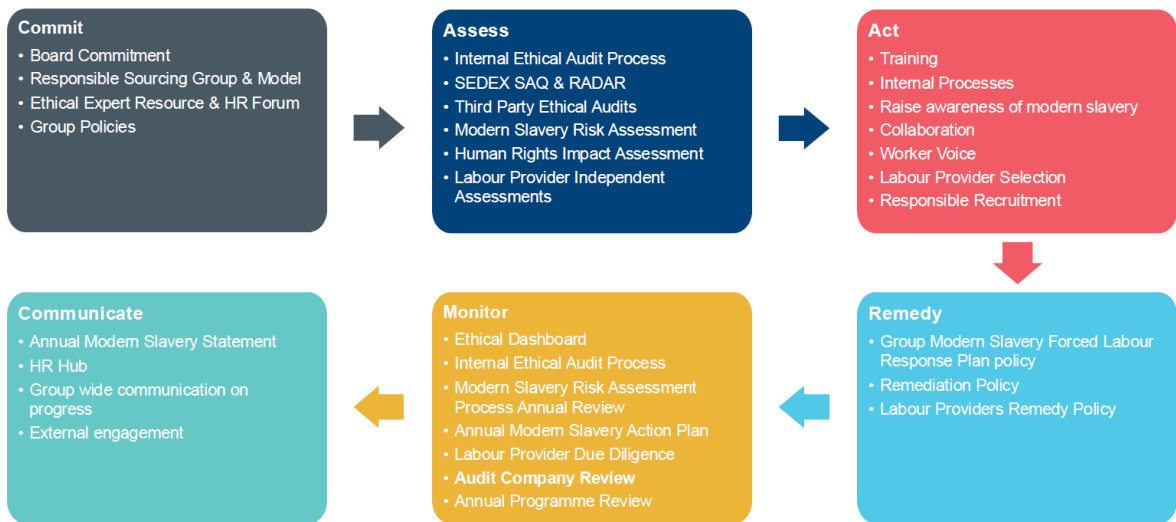 Commit
• Board Commitment
• Responsible Sourcing Group & Model
• Ethical Expert Resource & HR Forum
• Group Policies
Assess
• Internal Ethical Audit Process
• SEDEX SAQ & RADAR
• Third Party Ethical Audits
• Modern Slavery Risk Assessment
• Human Rights Impact Assessment
• Labour Provider Independent
Assessments
Act
• Training
• Internal Processes
• Raise awareness of modern slavery
• Collaboration
• Worker Voice
• Labour Provider Selection
• Responsible Recruitment
Remedy
• Group Modern Slavery Forced Labour
Response Plan policy
• Remediation Policy
• Labour Providers Remedy Policy
Monitor
• Ethical Dashboard
• Internal Ethical Audit Process
• Modern Slavery Risk Assessment
Process Annual Review
• Annual Modern Slavery Action Plan
• Labour Provider Due Diligence
• Audit Company Review
• Annual Programme Review
Communicate
• Annual Modern Slavery Statement
• HR Hub
• Group wide communication on
progress
• External engagement